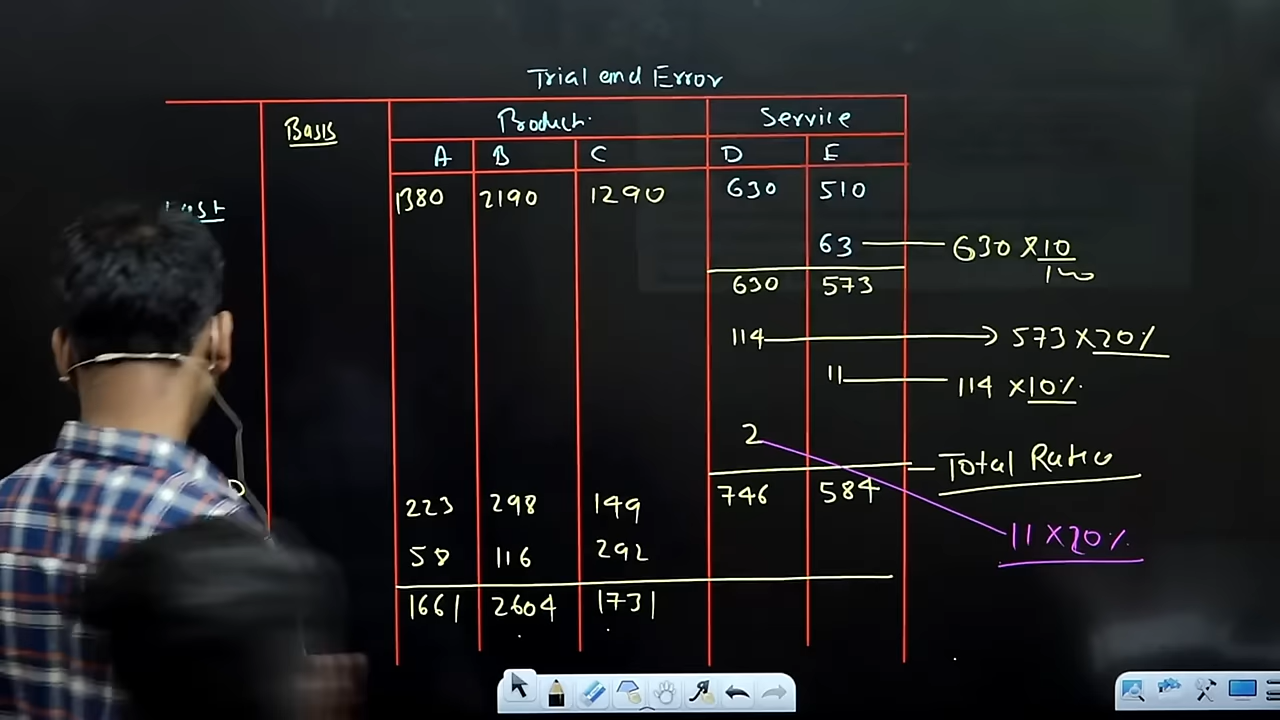 Trial and Error
Basis Product Service
A B C D E
Cost 1380 2190 1290 630 510
63 630 × 10/100
630 573
114 573 × 20%
11 114 × 10%
2
Total Ratio
746 584
223 298 149
11 × 20%
58 116 292
1661 2604 1731